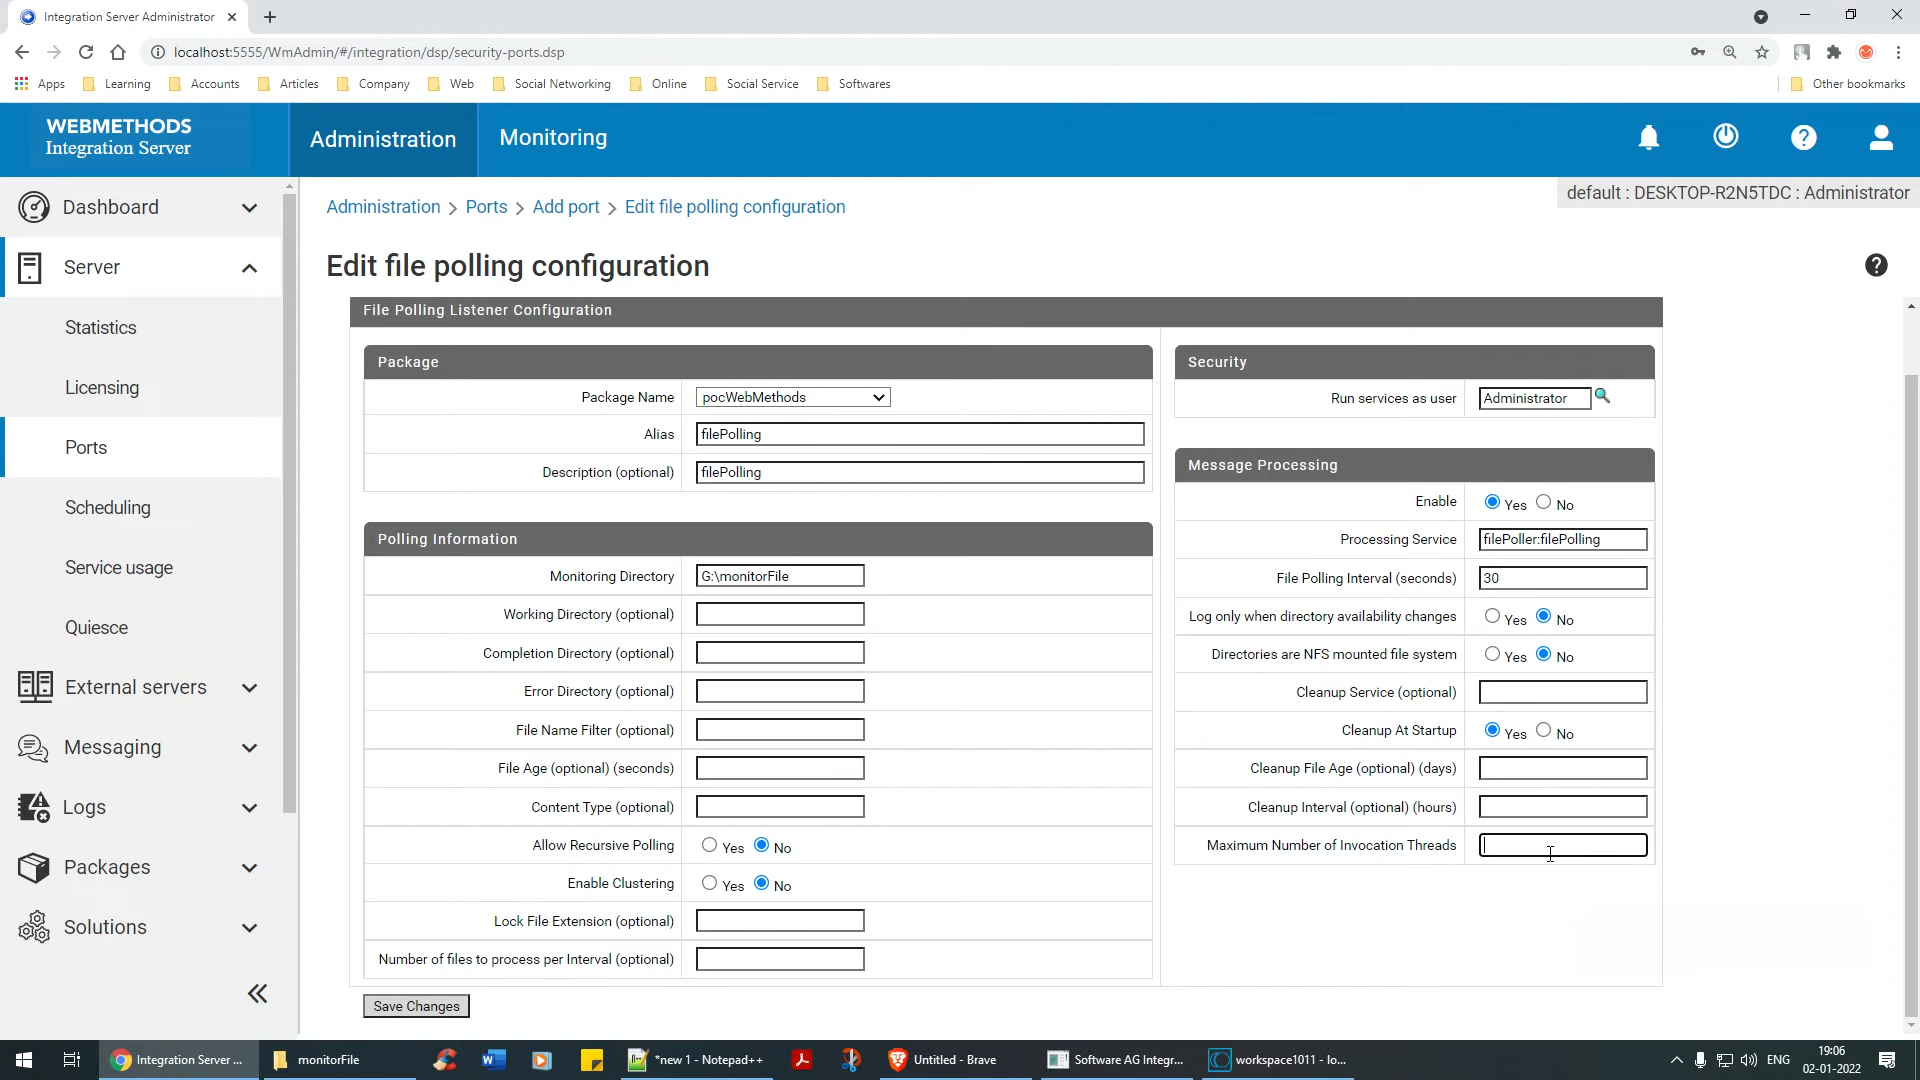 Integration Server Administrator
localhost:5555/WmAdmin/#/integration/dsp/security-ports.dsp
Apps Learning Accounts Articles Company Web Social Networking Online Social Service Softwares Other bookmarks
WEBMETHODS
Integration Server
Administration
Monitoring
default : DESKTOP-R2N5TDC : Administrator
Dashboard
Server
Statistics
Licensing
Ports
Scheduling
Service usage
Quiesce
External servers
Messaging
Logs
Packages
Solutions
Administration > Ports > Add port > Edit file polling configuration
Edit file polling configuration
File Polling Listener Configuration
Package
Package Name pocWebMethods
Alias filePolling
Description (optional) filePolling
Polling Information
Monitoring Directory G:\monitorFile
Working Directory (optional)
Completion Directory (optional)
Error Directory (optional)
File Name Filter (optional)
File Age (optional) (seconds)
Content Type (optional)
Allow Recursive Polling Yes No
Enable Clustering Yes No
Lock File Extension (optional)
Number of files to process per Interval (optional)
Save Changes
Security
Run services as user Administrator
Message Processing
Enable Yes No
Processing Service filePoller:filePolling
File Polling Interval (seconds) 30
Log only when directory availability changes Yes No
Directories are NFS mounted file system Yes No
Cleanup Service (optional)
Cleanup At Startup Yes No
Cleanup File Age (optional) (days)
Cleanup Interval (optional) (hours)
Maximum Number of Invocation Threads
Integration Server ... monitorFile *new 1 - Notepad++ Untitled - Brave Software AG Integr... workspace1011 - lo... ENG 19:06
02-01-2022